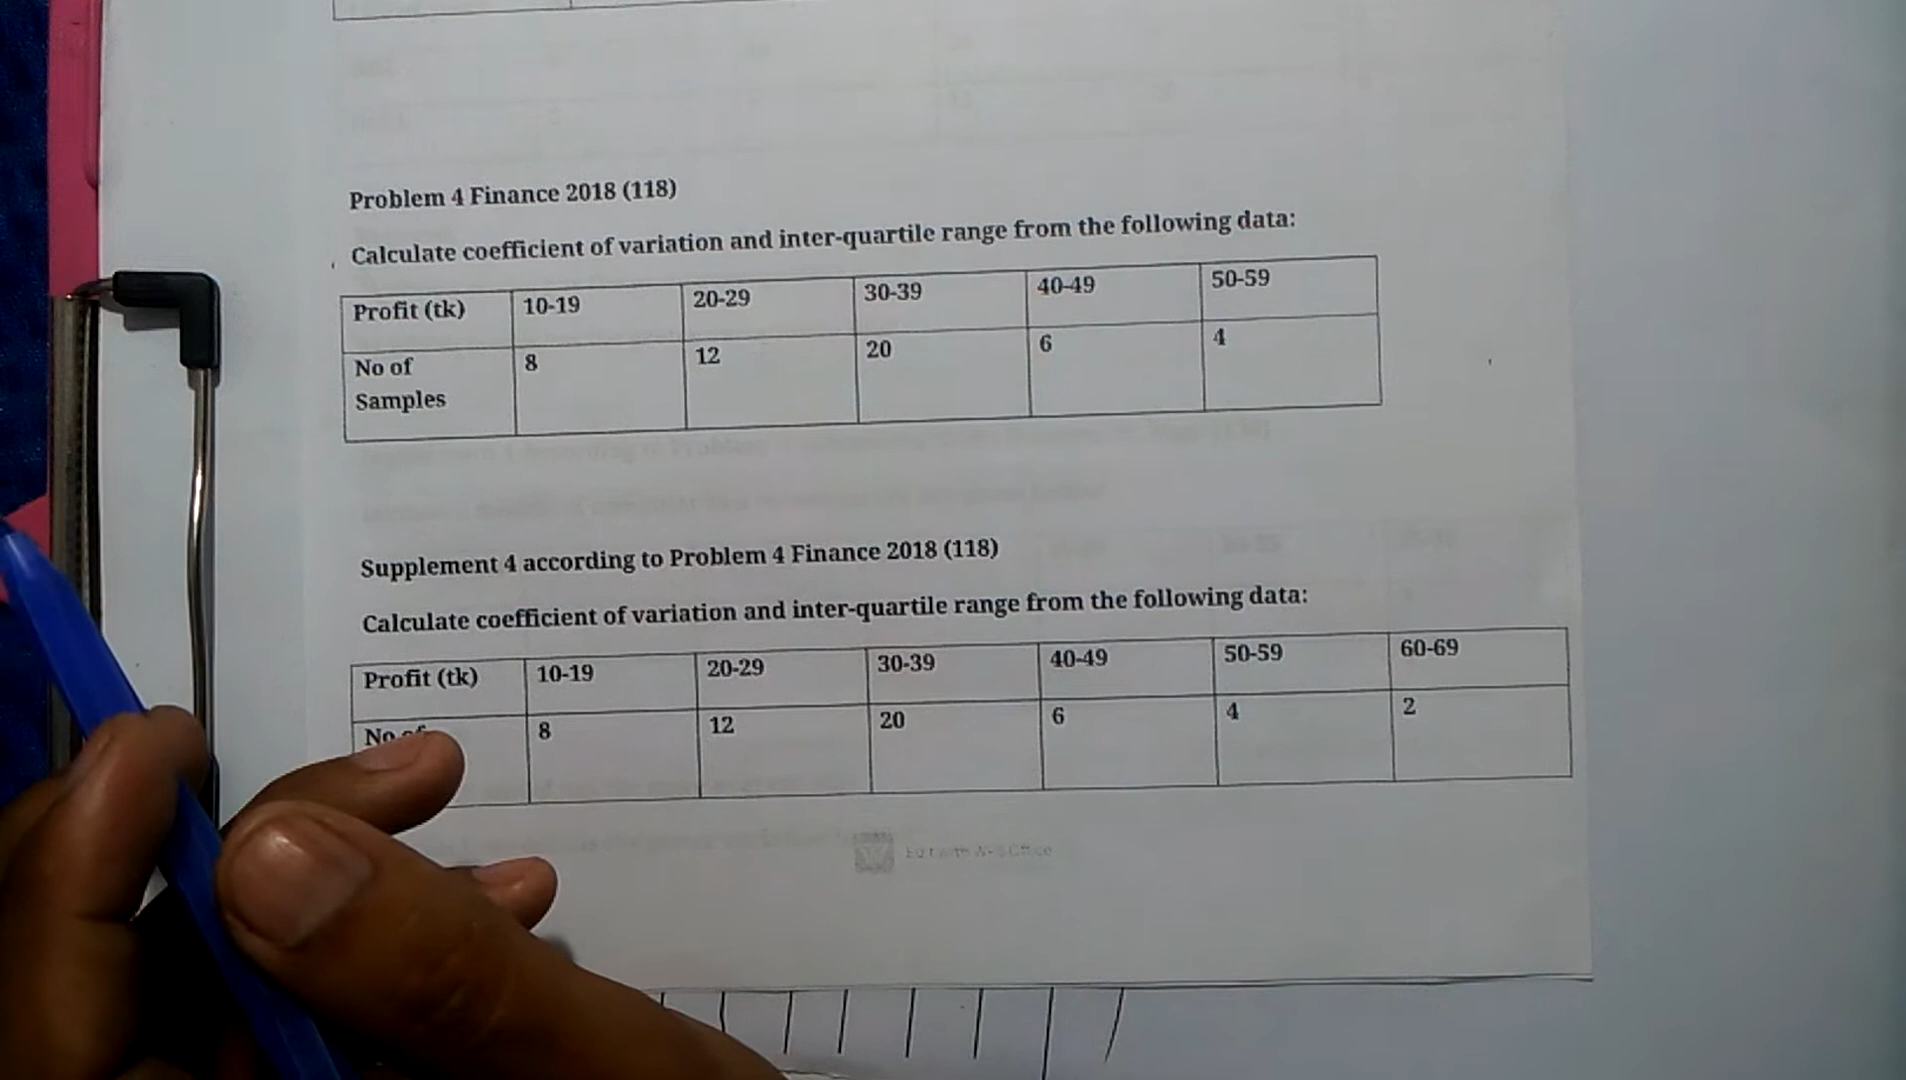 Problem 4 Finance 2018 (118)
Calculate coefficient of variation and inter-quartile range from the following data:
Profit (tk) 10-19 20-29 30-39 40-49 50-59
No of 8 12 20 6 4
Samples
Supplement 4 according to Problem 4 Finance 2018 (118)
Calculate coefficient of variation and inter-quartile range from the following data:
Profit (tk) 10-19 20-29 30-39 40-49 50-59 60-69
No of 8 12 20 6 4 2